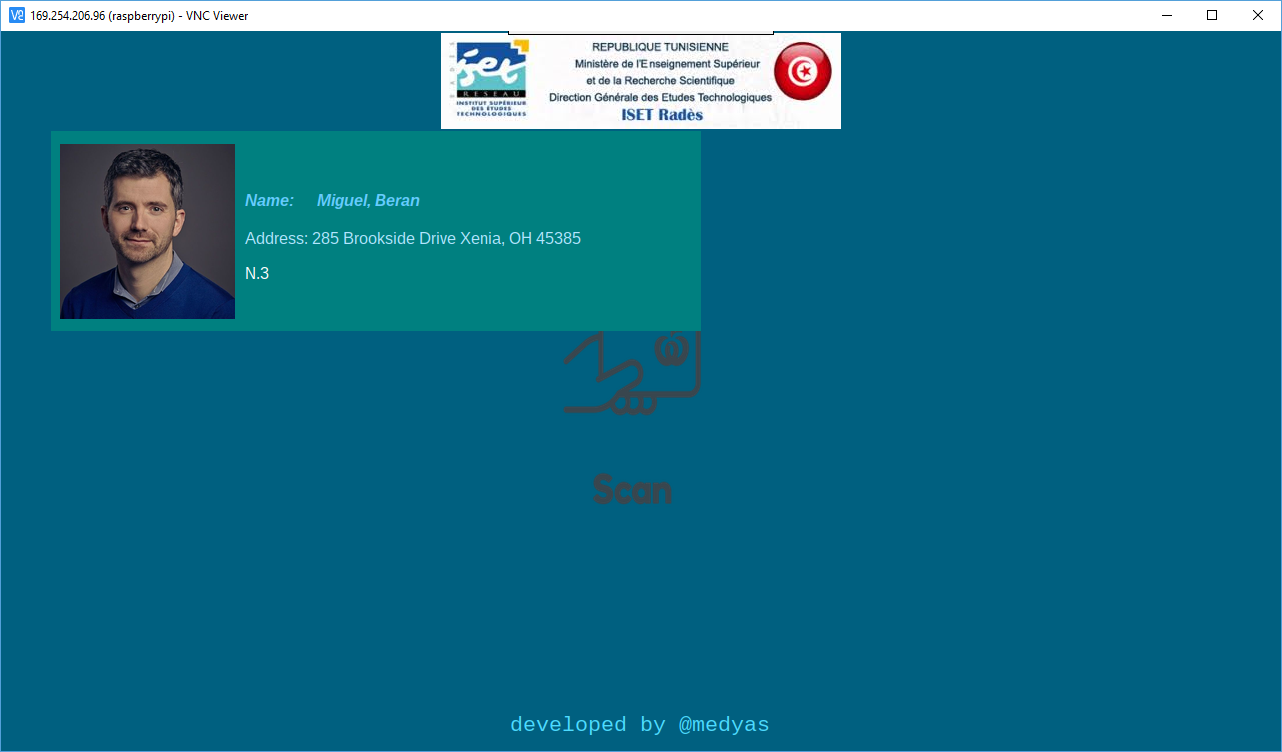 169.254.206.96 (raspberrypi) - VNC Viewer
REPUBLIQUE TUNISIENNE
Ministère de l'Enseignement Supérieur
et de la Recherche Scientifique
Direction Générale des Etudes Technologiques
ISET Radès
iset
RESEAU
INSTITUT SUPÉRIEUR
DES ÉTUDES
TECHNOLOGIQUES
Name: Miguel, Beran
Address: 285 Brookside Drive Xenia, OH 45385
N.3
Scan
developed by @medyas